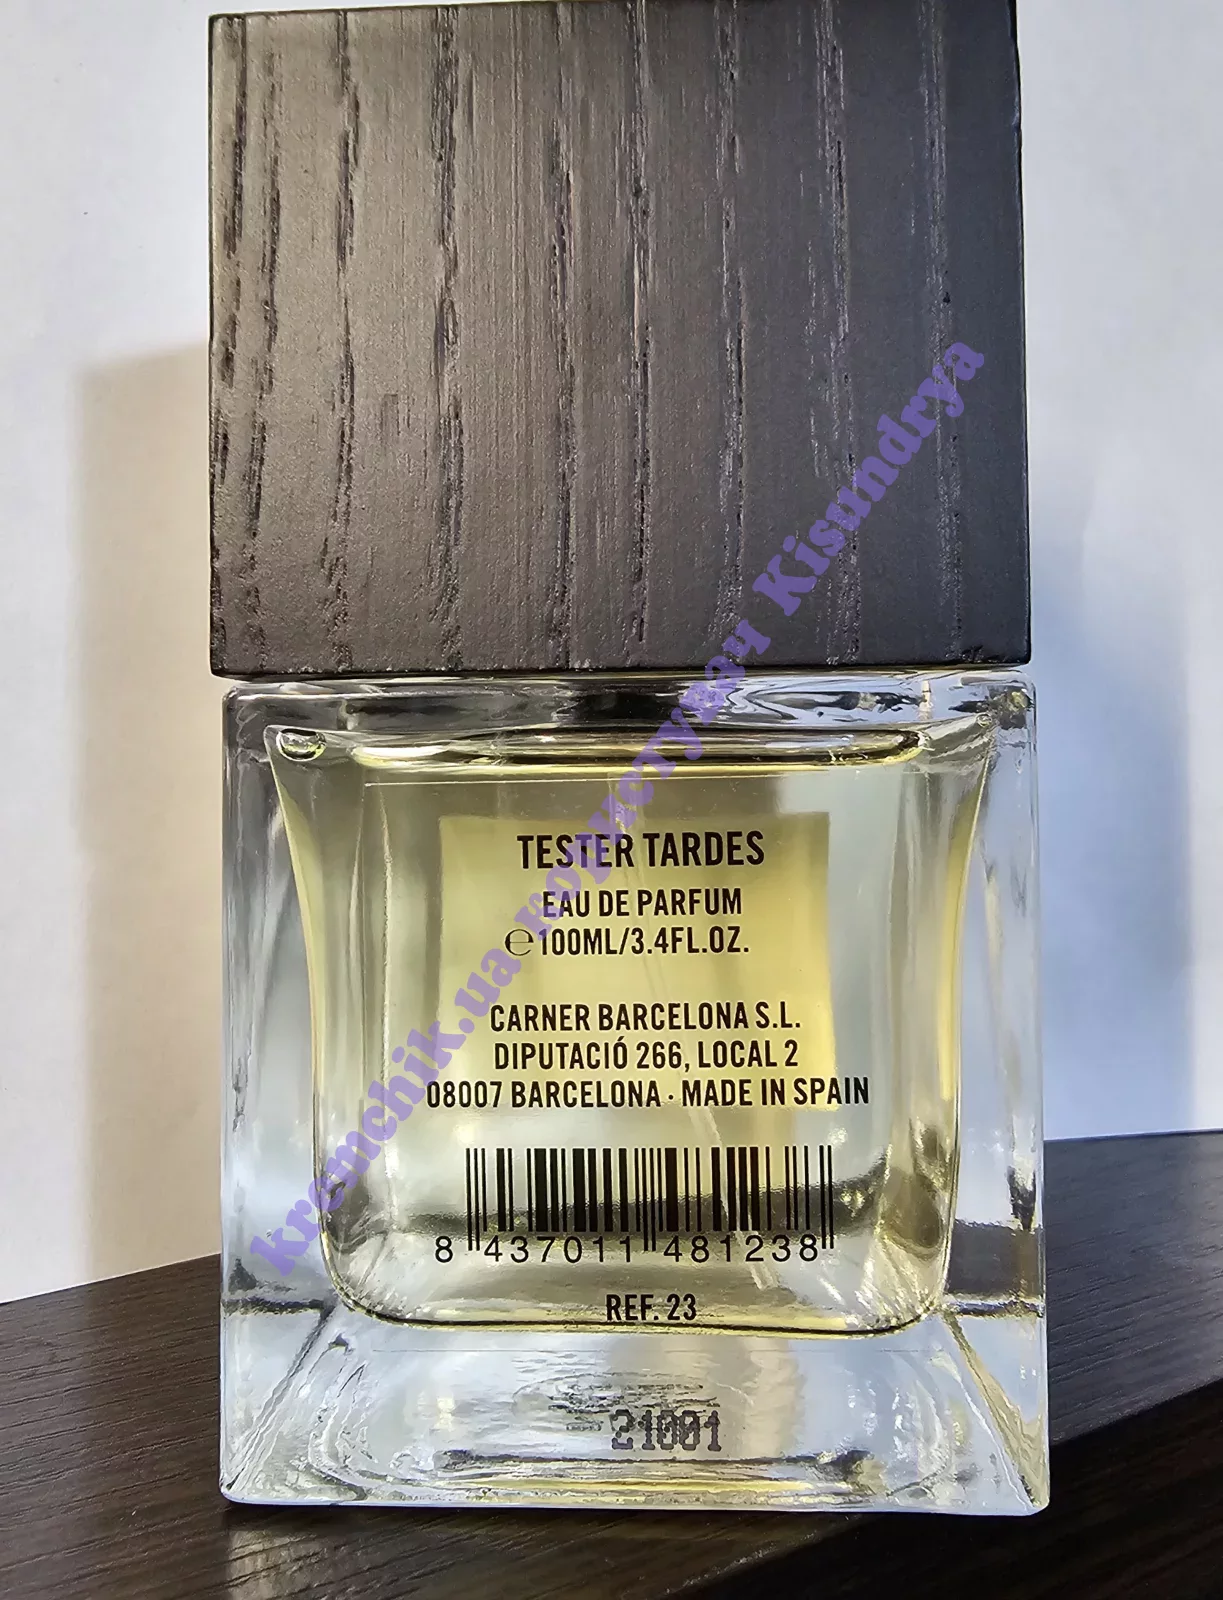 TESTER TARDES
EAU DE PARFUM
℮100ML/3.4FL.OZ.
CARNER BARCELONA S.L.
DIPUTACIÓ 266, LOCAL 2
08007 BARCELONA · MADE IN SPAIN
8 437011 481238
REF. 23
21001
kremchik.ua користувач Kisundrya